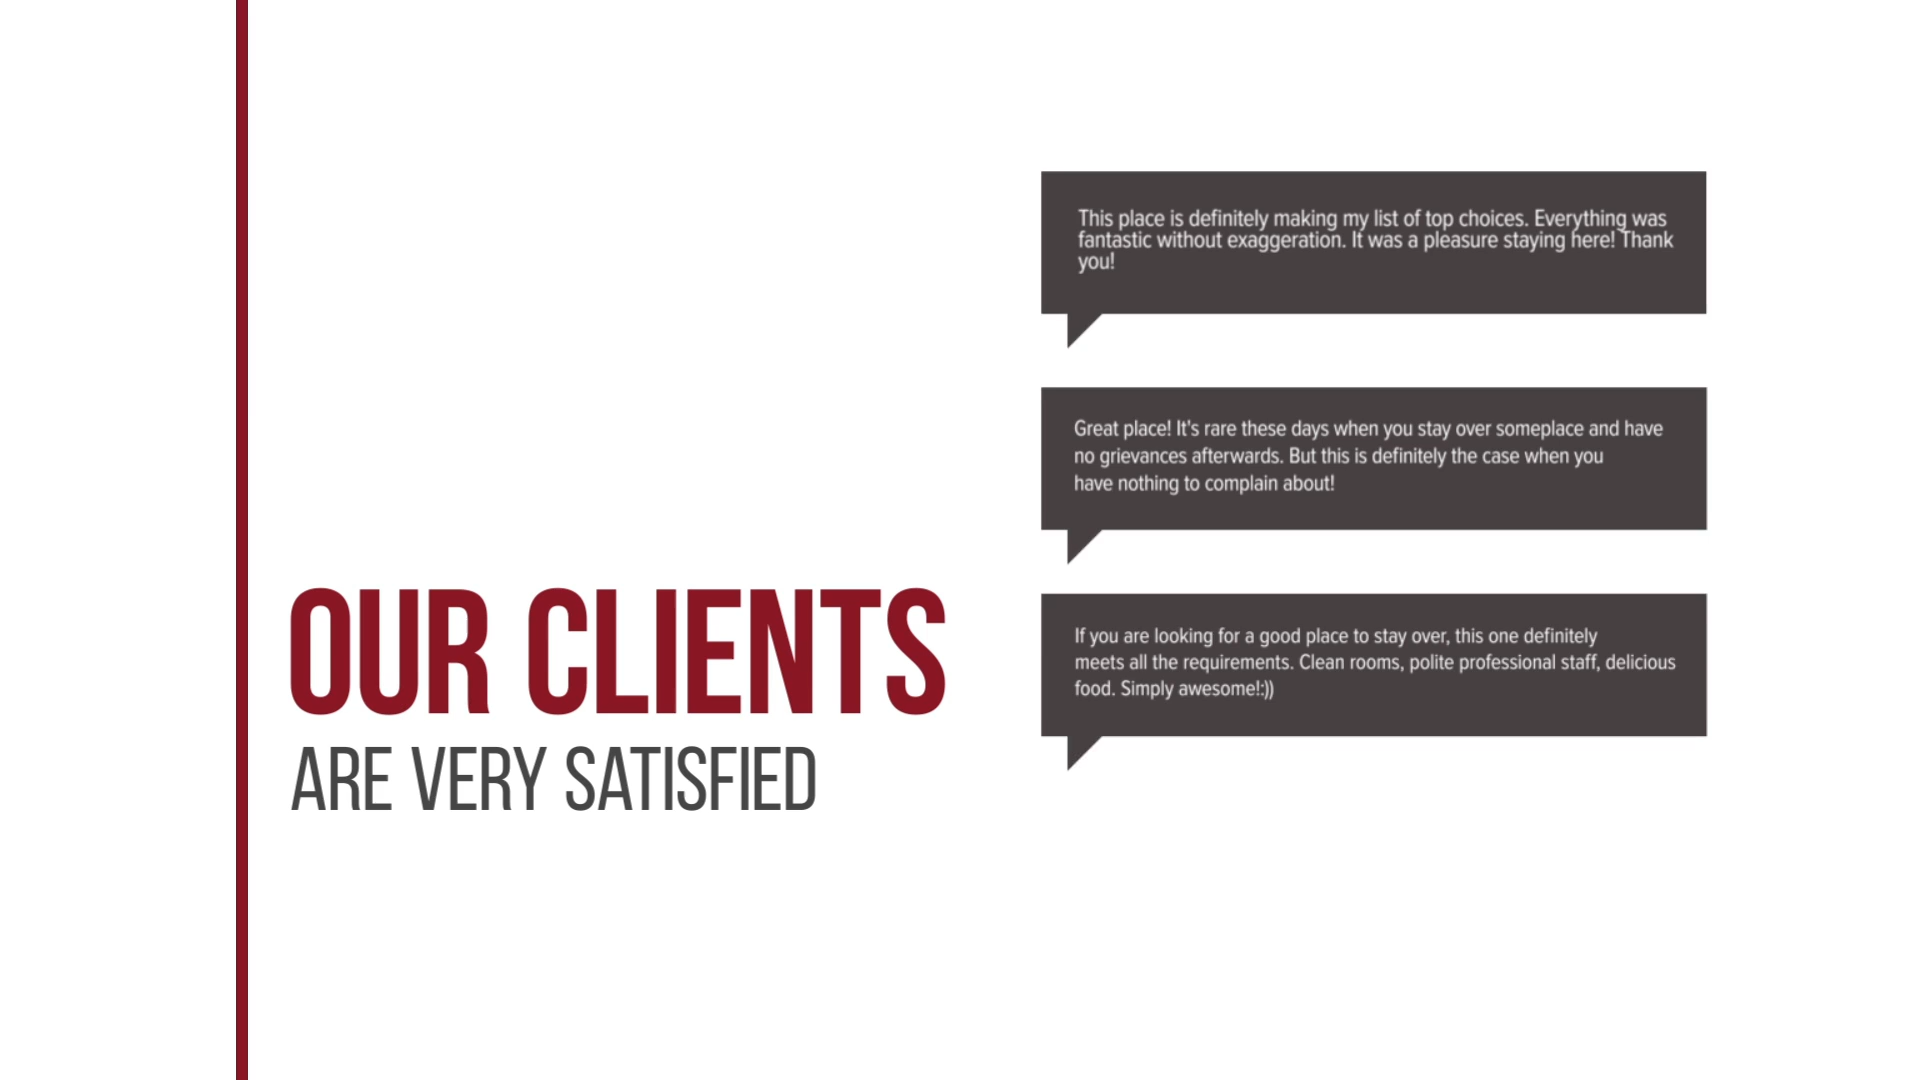 This place is definitely making my list of top choices. Everything was
fantastic without exaggeration. It was a pleasure staying here! Thank
you!
Great place! It's rare these days when you stay over someplace and have
no grievances afterwards. But this is definitely the case when you
have nothing to complain about!
If you are looking for a good place to stay over, this one definitely
meets all the requirements. Clean rooms, polite professional staff, delicious
food. Simply awesome!:))
OUR CLIENTS
ARE VERY SATISFIED